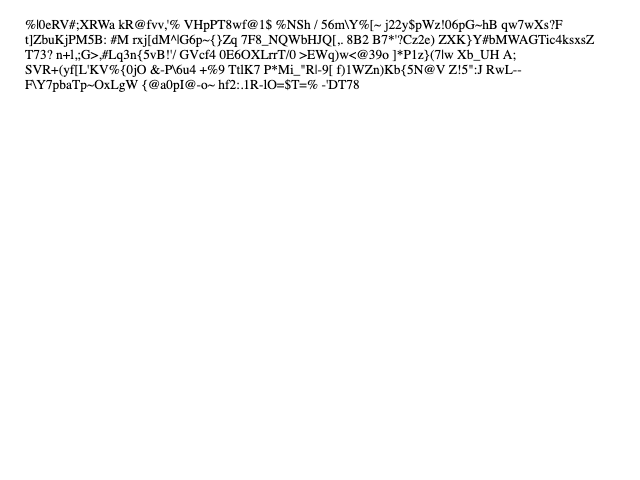 %|0eRV#;XRWa kR@fvv,'% VHpPT8wf@1$ %NSh / 56m\Y%[~ j22y$pWz!06pG~hB qw7wXs?F
t]ZbuKjPM5B: #M rxj[dM^|G6p~{}Zq 7F8_NQWbHJQ[,. 8B2 B7*'?Cz2e) ZXK}Y#bMWAGTic4ksxsZ
T73? n+l,;G>,#Lq3n{5vB!'/ GVcf4 0E6OXLrrT/0 >EWq)w<@39o ]*P1z}(7|w Xb_UH A;
SVR+(yf[L'KV%{0jO &-P\6u4 +%9 TtlK7 P*Mi_"R|-9[ f)1WZn)Kb{5N@V Z!5":J RwL--
F\Y7pbaTp~OxLgW {@a0pI@-o~ hf2:.1R-lO=$T=% -'DT78